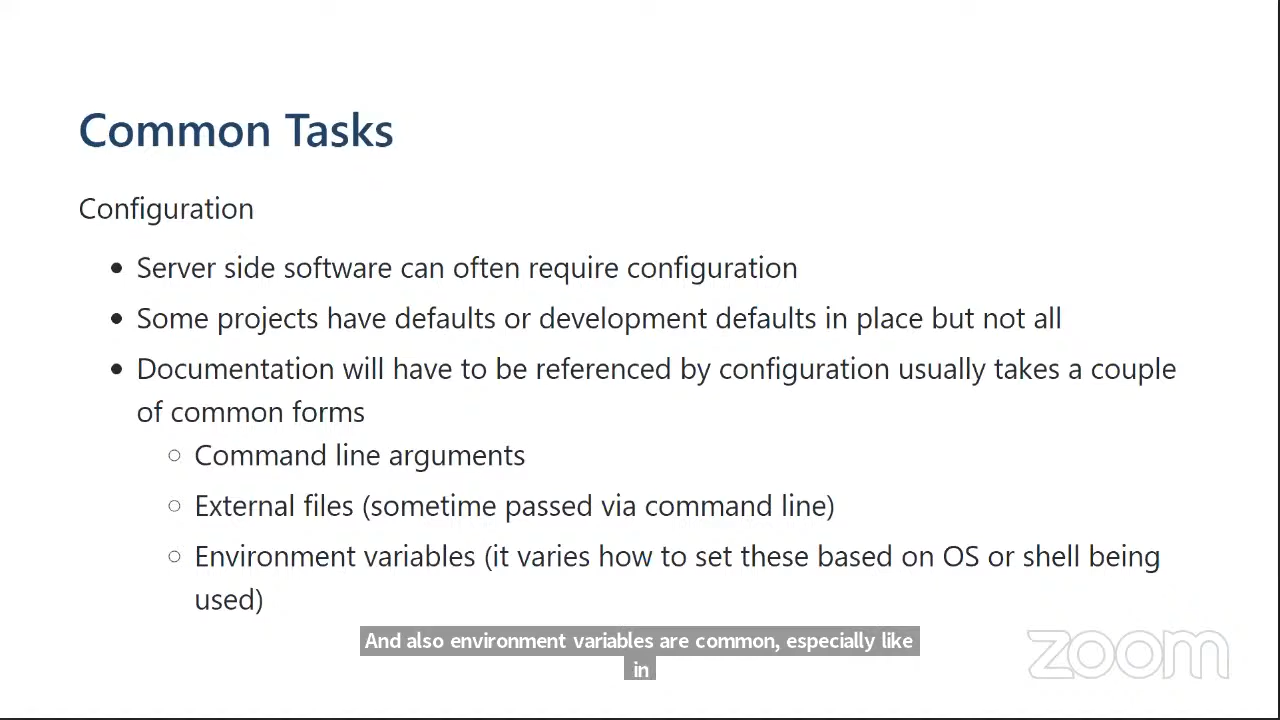 Common Tasks
Configuration
Server side software can often require configuration
Some projects have defaults or development defaults in place but not all
Documentation will have to be referenced by configuration usually takes a couple
of common forms
Command line arguments
External files (sometime passed via command line)
Environment variables (it varies how to set these based on OS or shell being
used)
And also environment variables are common, especially like
in
zoom